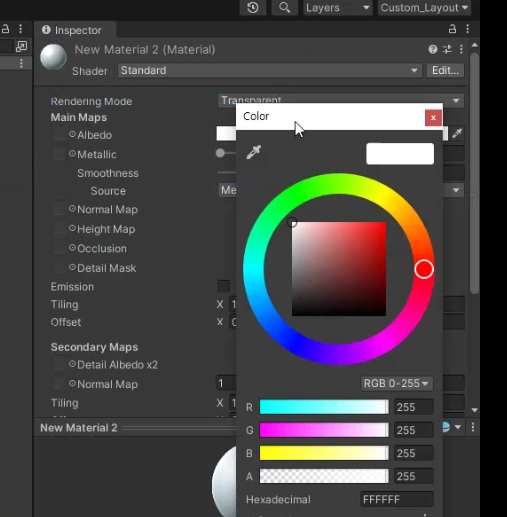 Layers Custom_Layout
Inspector
New Material 2 (Material)
Shader Standard Edit...
Rendering Mode Transparent
Main Maps
Color x
Albedo
Metallic
Smoothness
Source Me
Normal Map
Height Map
Occlusion
Detail Mask
Emission
Tiling X 1
Offset X
Secondary Maps
Detail Albedo x2
Normal Map 1
RGB 0-255
Tiling X 1
R 255
New Material 2
G 255
B 255
A 255
Hexadecimal FFFFFF